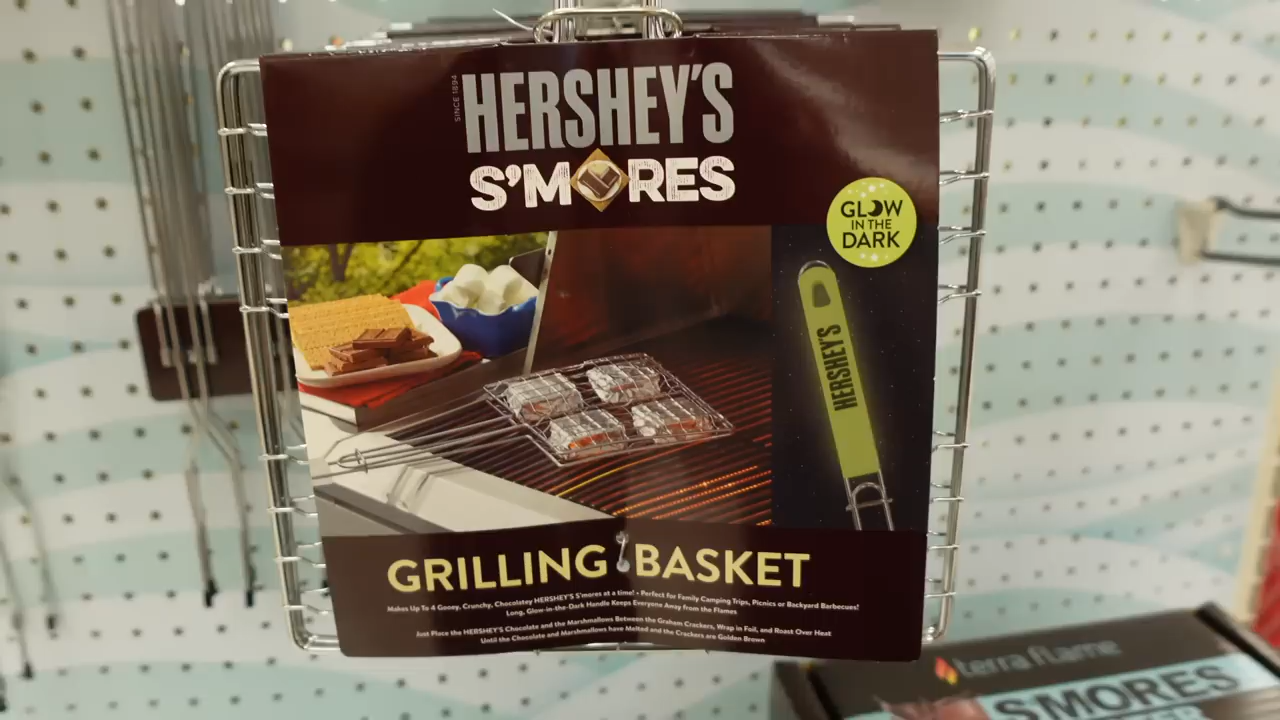 SINCE 1894
HERSHEY'S
S'MORES
GLOW
IN THE
DARK
HERSHEY'S
GRILLING BASKET
Makes Up To 4 Gooey, Crunchy, Chocolatey HERSHEY'S S'mores at a time! • Perfect for Family Camping Trips, Picnics or Backyard Barbecues!
Long, Glow-in-the-Dark Handle Keeps Everyone Away from the Flames
Just Place the HERSHEY'S Chocolate and the Marshmallows Between the Graham Crackers, Wrap in Foil, and Roast Over Heat
Until the Chocolate and Marshmallows have Melted and the Crackers are Golden Brown
terra flame
S'MORES